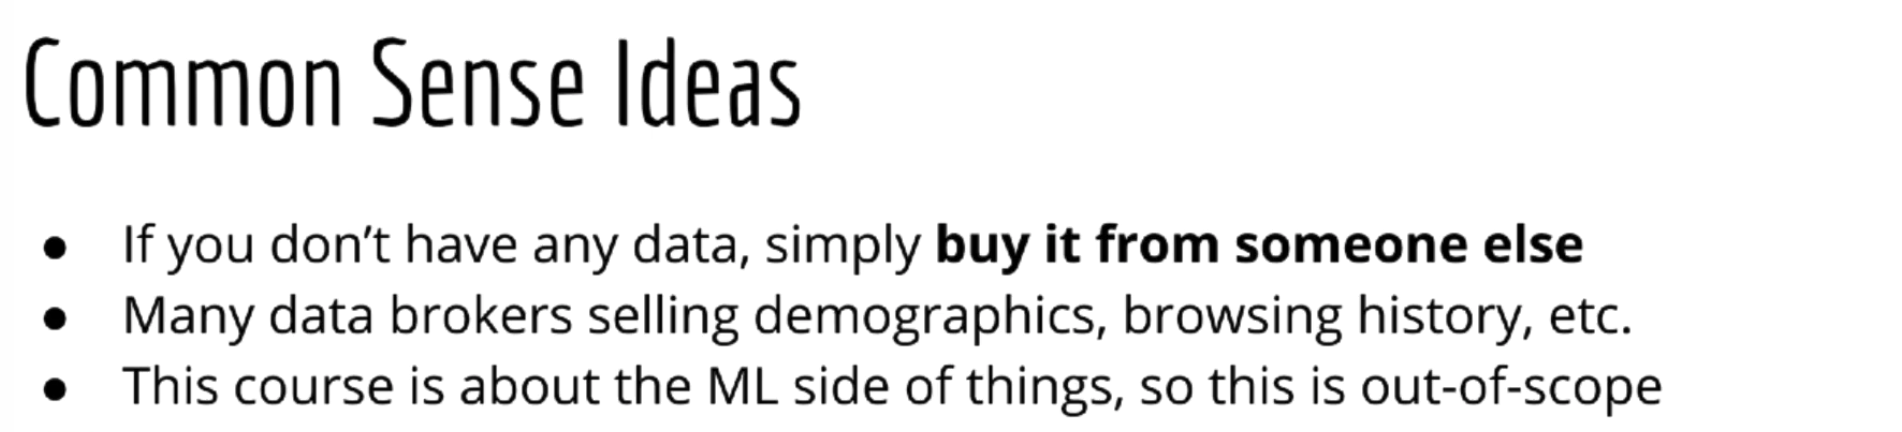 Common Sense Ideas
● If you don’t have any data, simply buy it from someone else
● Many data brokers selling demographics, browsing history, etc.
● This course is about the ML side of things, so this is out-of-scope